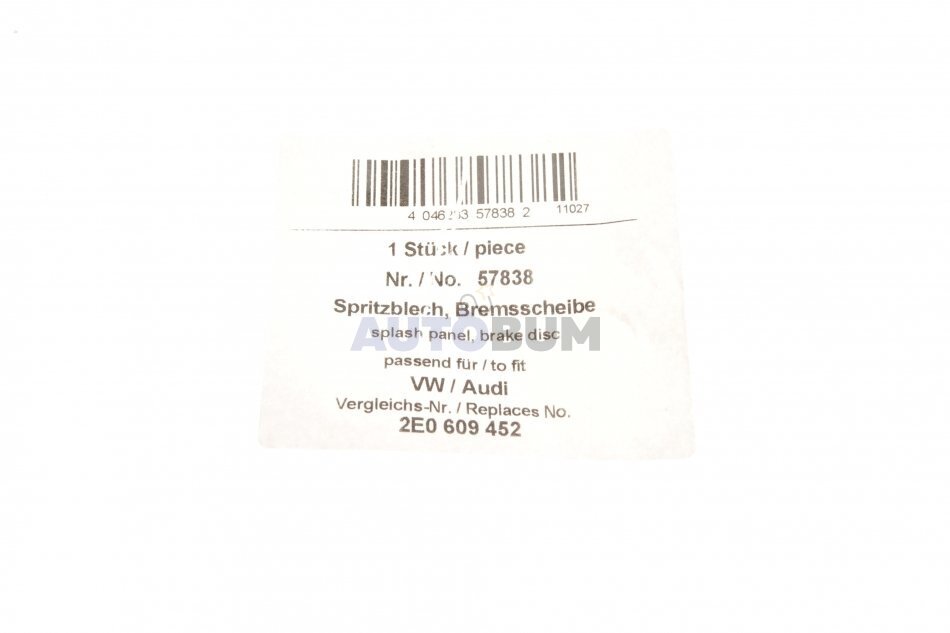 4 046 57838 2 11027
1 Stück / piece
Nr. / No. 57838
Spritzblech, Bremsscheibe
AUTOBUM
splash panel, brake disc
passend für / to fit
VW / Audi
Vergleichs-Nr. / Replaces No.
2E0 609 452